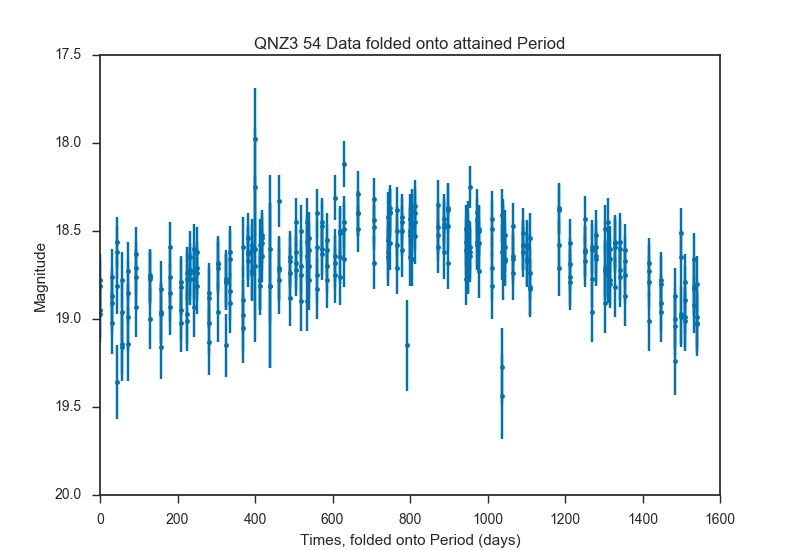 QNZ3 54 Data folded onto attained Period
17.5
18.0
18.5
19.0
19.5
20.0
Magnitude
0 200 400 600 800 1000 1200 1400 1600
Times, folded onto Period (days)